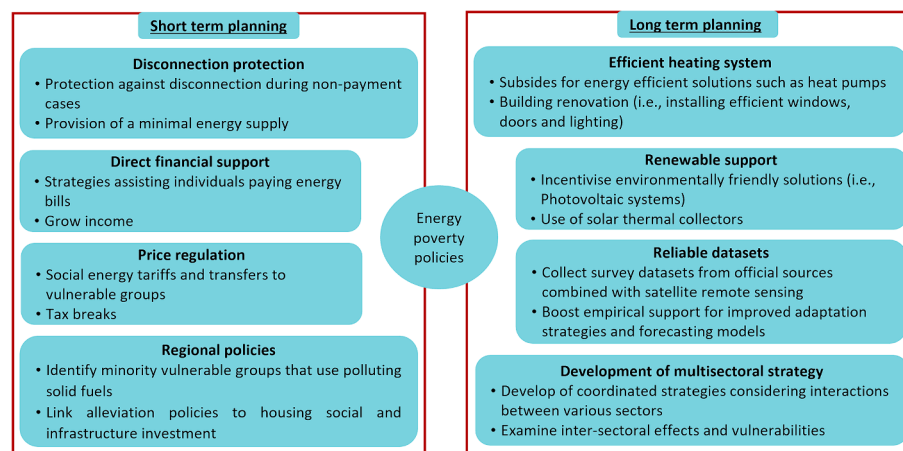 Short term planning
Disconnection protection
• Protection against disconnection during non-payment
cases
• Provision of a minimal energy supply
Direct financial support
• Strategies assisting individuals paying energy
bills
• Grow income
Price regulation
• Social energy tariffs and transfers to
vulnerable groups
• Tax breaks
Regional policies
• Identify minority vulnerable groups that use polluting
solid fuels
• Link alleviation policies to housing social and
infrastructure investment
Energy
poverty
policies
Long term planning
Efficient heating system
• Subsides for energy efficient solutions such as heat pumps
• Building renovation (i.e., installing efficient windows,
doors and lighting)
Renewable support
• Incentivise environmentally friendly solutions (i.e.,
Photovoltaic systems)
• Use of solar thermal collectors
Reliable datasets
• Collect survey datasets from official sources
combined with satellite remote sensing
• Boost empirical support for improved adaptation
strategies and forecasting models
Development of multisectoral strategy
• Develop of coordinated strategies considering interactions
between various sectors
• Examine inter-sectoral effects and vulnerabilities